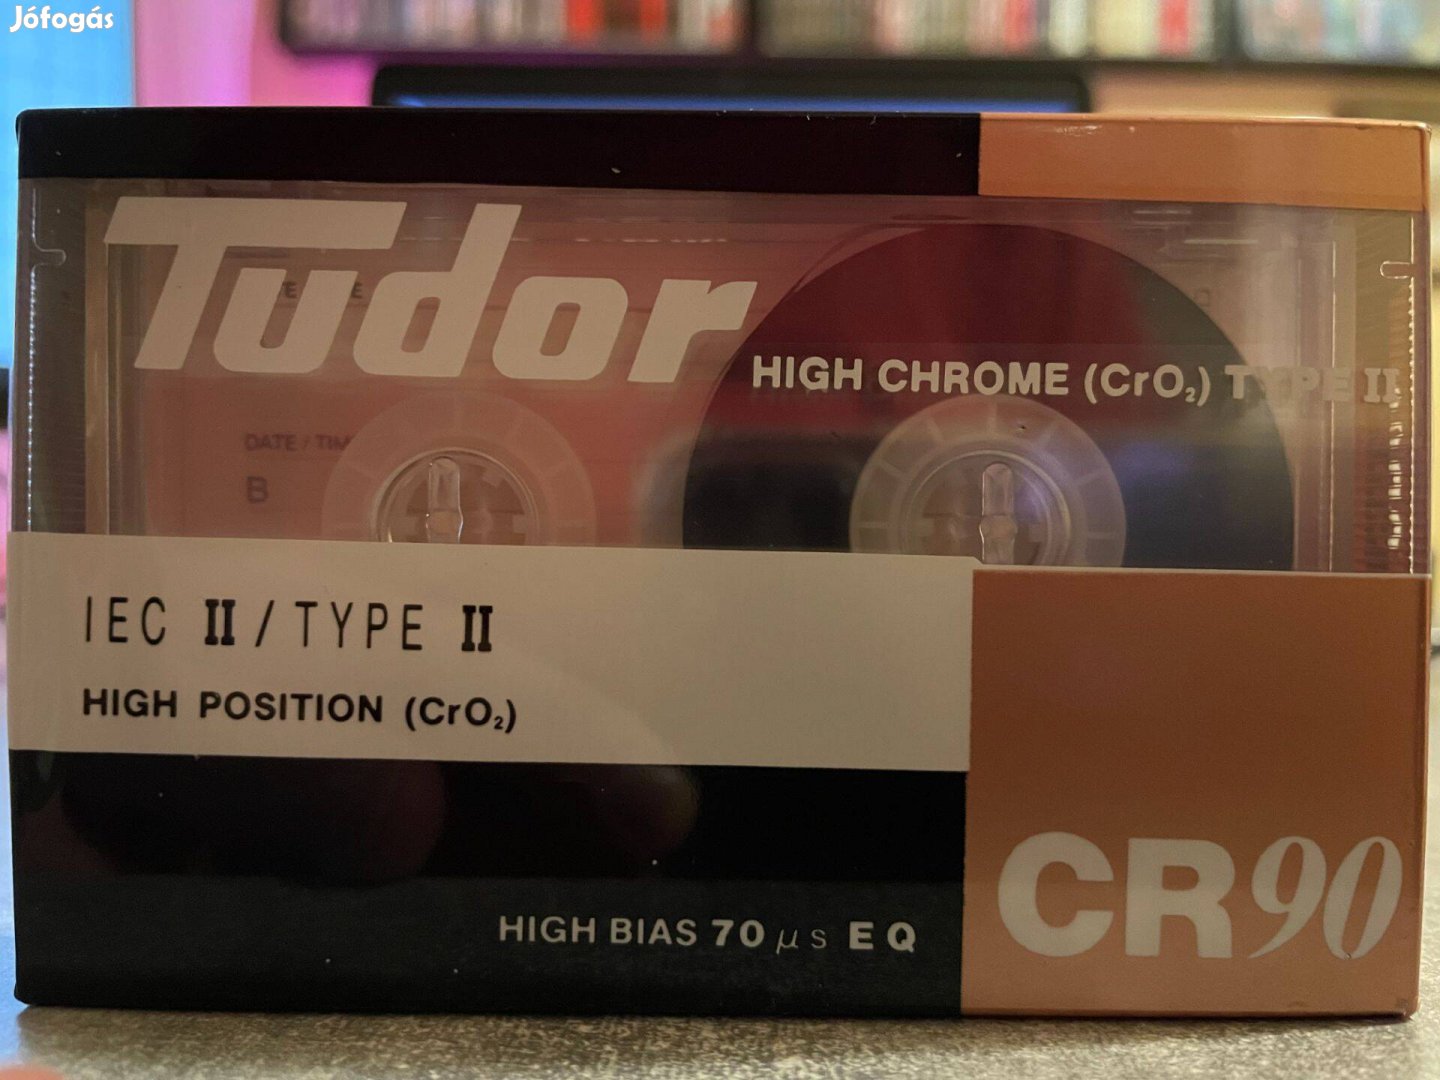 Jófogás
Tudor
HIGH CHROME (CrO₂) TYPE II
DATE / TIM
B
IEC II / TYPE II
HIGH POSITION (CrO₂)
HIGH BIAS 70 μs EQ
CR90